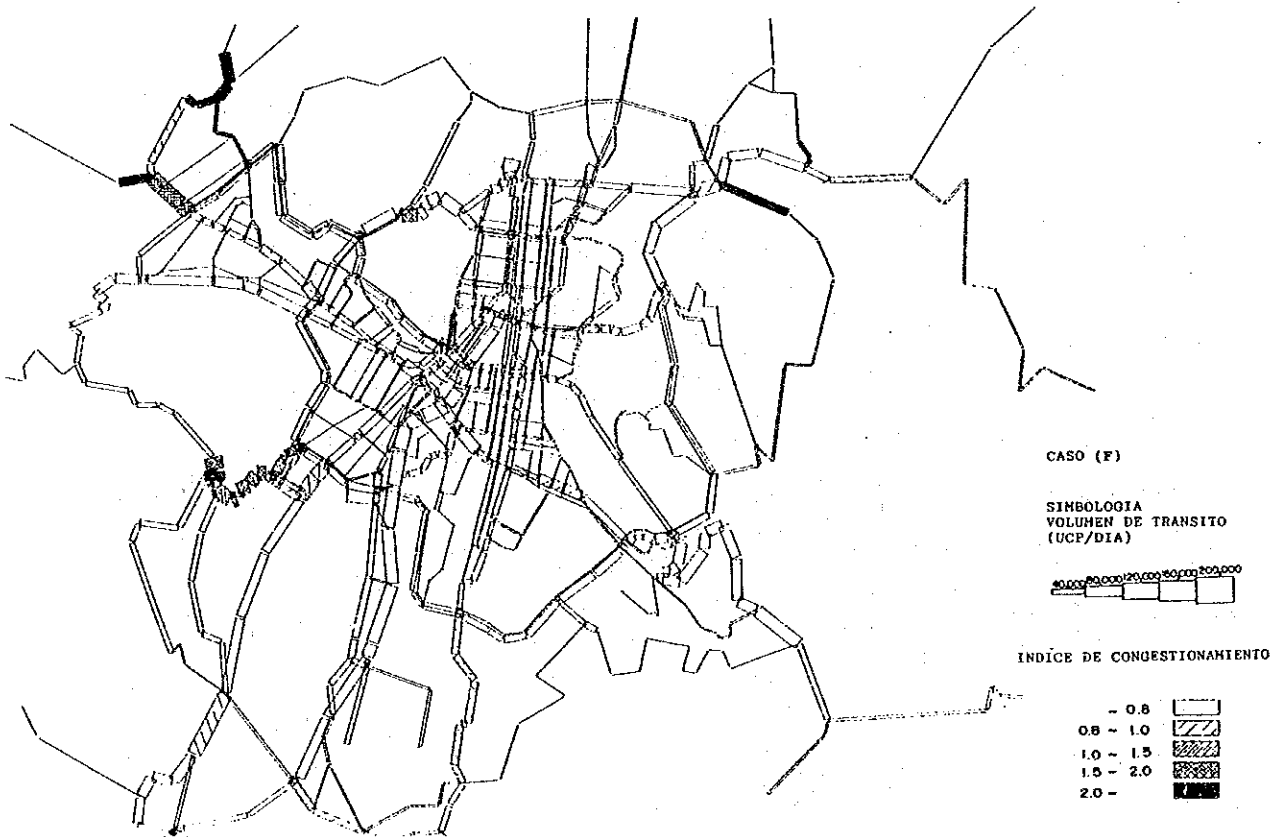 CASO (F)
SIMBOLOGIA
VOLUMEN DE TRANSITO
(UCP/DIA)
40,000 80,000 120,000 160,000 200,000
INDICE DE CONGESTIONAMIENTO
~ 0.8
0.8 ~ 1.0
1.0 ~ 1.5
1.5 - 2.0
2.0 -